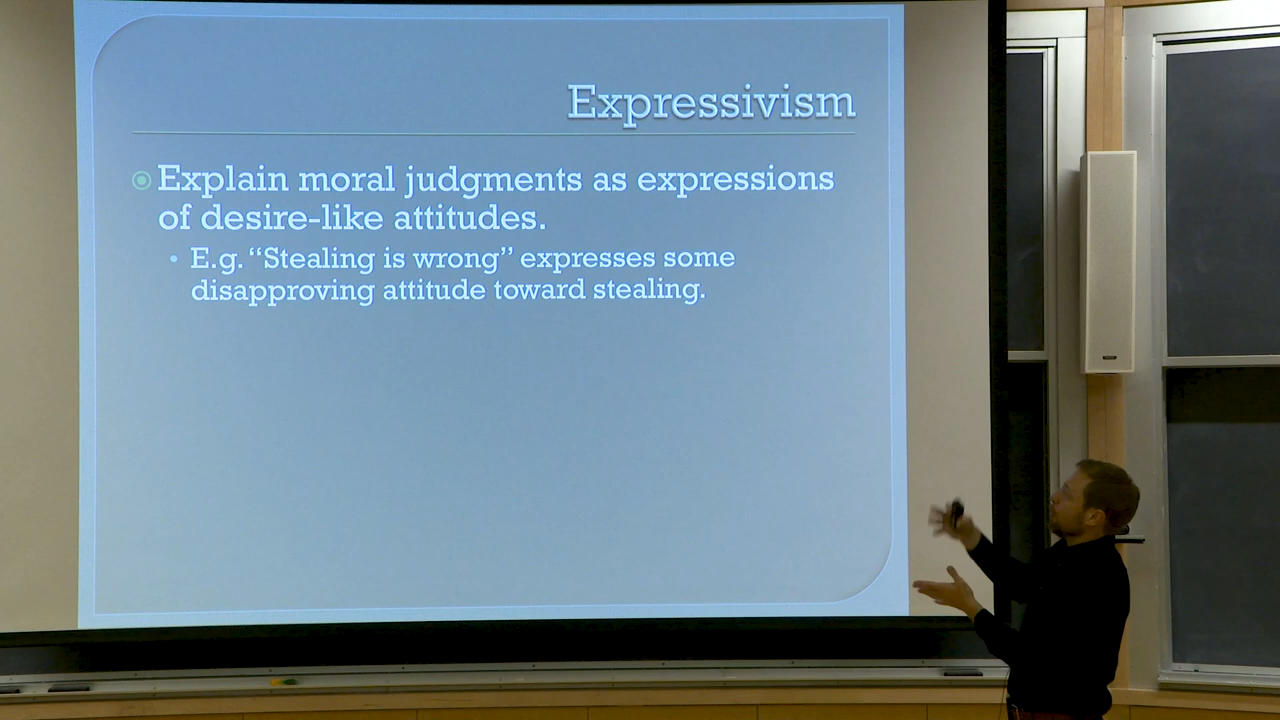 Expressivism
Explain moral judgments as expressions
of desire-like attitudes.
E.g. “Stealing is wrong” expresses some
disapproving attitude toward stealing.